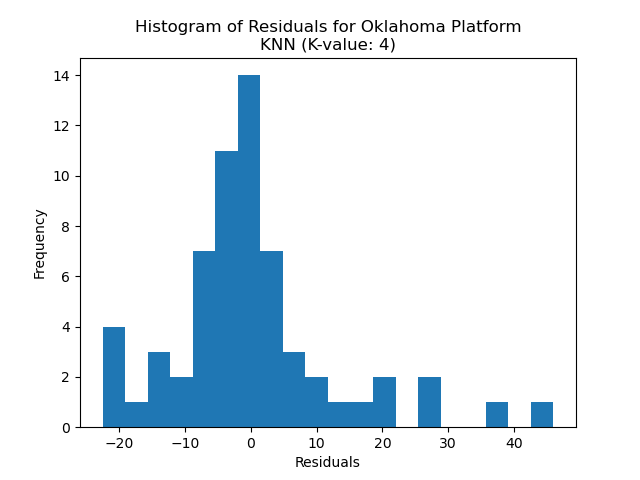 Histogram of Residuals for Oklahoma Platform
KNN (K-value: 4)
14
12
10
8
6
4
2
0
Frequency
−20 −10 0 10 20 30 40
Residuals